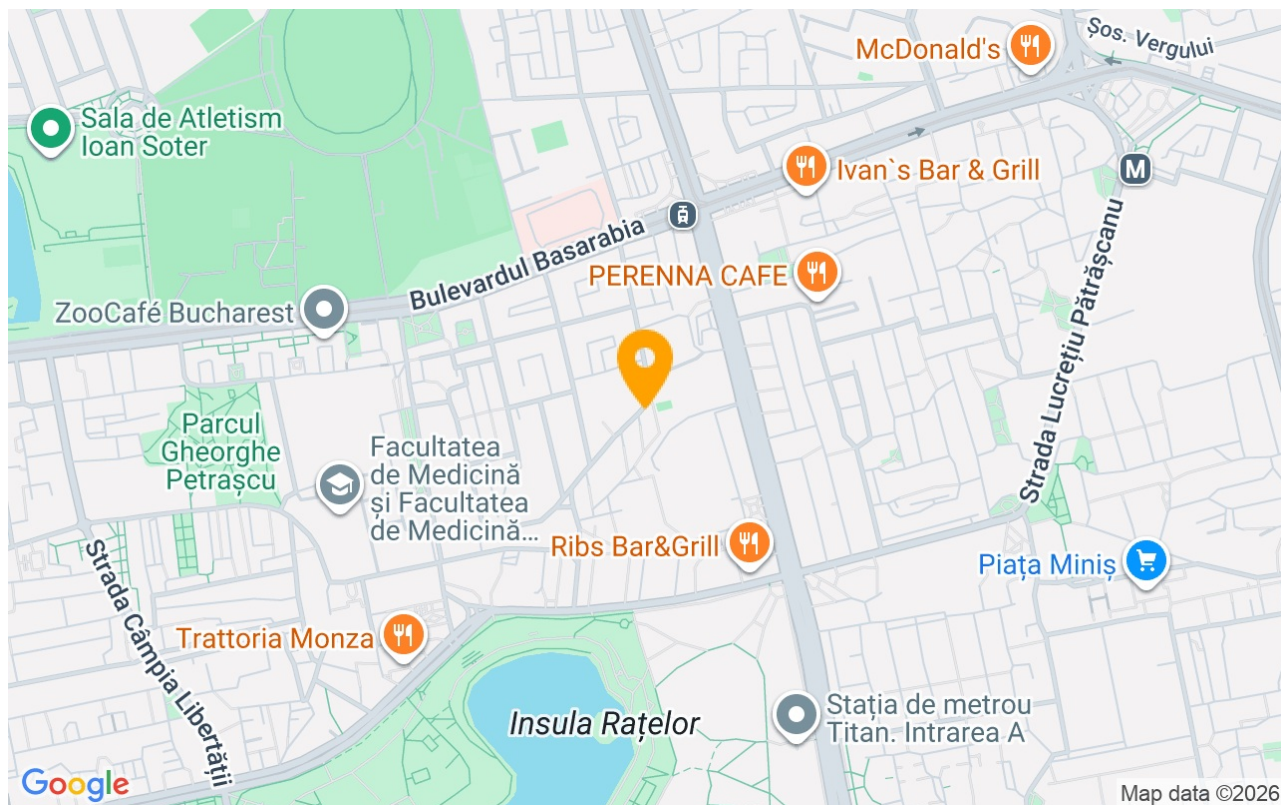 McDonald's
Șos. Vergului
Sala de Atletism
Ioan Soter
M
Ivan`s Bar & Grill
Bulevardul Basarabia
PERENNA CAFE
Strada Lucrețiu Pătrășcanu
ZooCafé Bucharest
Parcul
Gheorghe
Petrașcu
Facultatea
de Medicină
și Facultatea
de Medicină...
Ribs Bar&Grill
Piața Miniș
Strada Câmpia Libertății
Trattoria Monza
Insula Rațelor
Stația de metrou
Titan. Intrarea A
Google
Map data ©2026